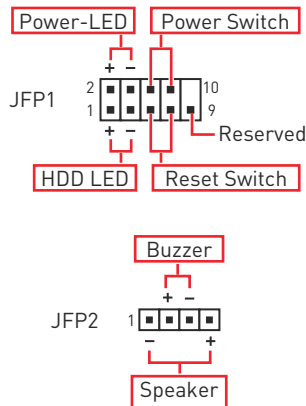 Power-LED Power Switch
+ −
JFP1 2 10
1 9
+ −
Reserved
HDD LED Reset Switch
Buzzer
+ −
JFP2 1
− +
Speaker